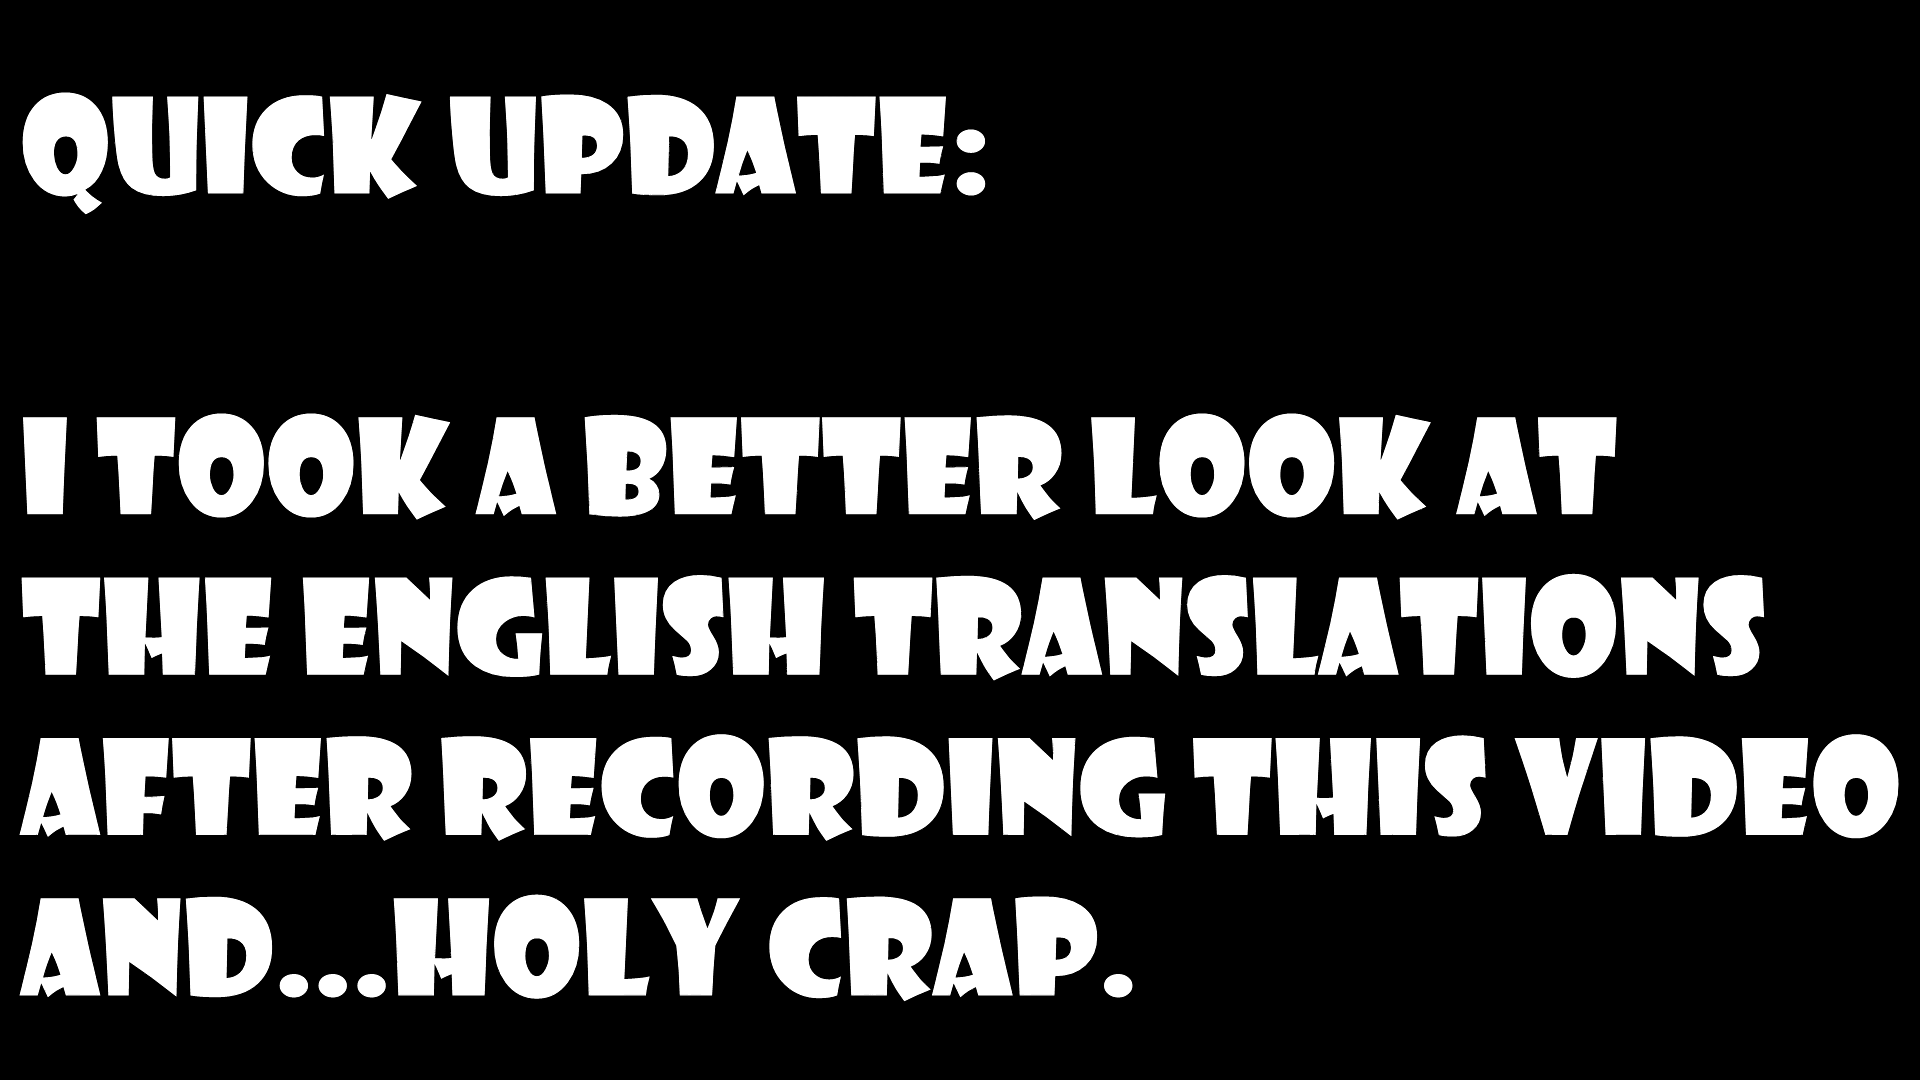 QUICK UPDATE:
I TOOK A BETTER LOOK AT
THE ENGLISH TRANSLATIONS
AFTER RECORDING THIS VIDEO
AND...HOLY CRAP.